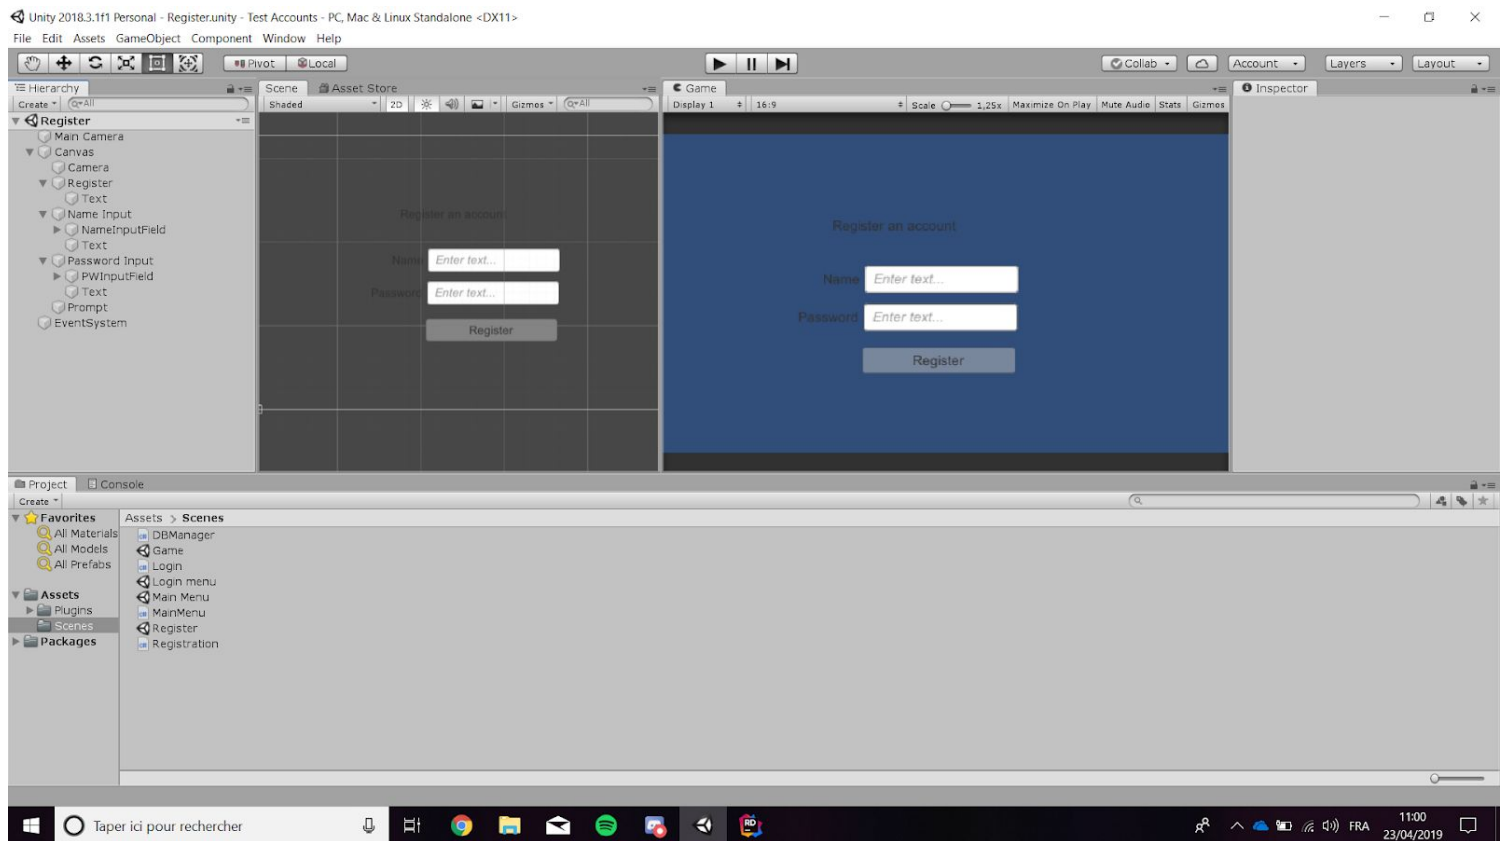 Unity 2018.3.1f1 Personal - Register.unity - Test Accounts - PC, Mac & Linux Standalone <DX11>
File Edit Assets GameObject Component Window Help
Pivot Local Collab Account Layers Layout
Hierarchy
Create All
Register
Main Camera
Canvas
Camera
Register
Text
Name Input
NameInputField
Text
Password Input
PWInputField
Text
Prompt
EventSystem
Scene Asset Store
Shaded 2D Gizmos All
Register an account
Name Enter text...
Password Enter text...
Register
Game
Display 1 16:9 Scale 1,25x Maximize On Play Mute Audio Stats Gizmos
Register an account
Name Enter text...
Password Enter text...
Register
Inspector
Project Console
Create
Favorites
All Materials
All Models
All Prefabs
Assets
Plugins
Scenes
Packages
Assets > Scenes
DBManager
Game
Login
Login menu
Main Menu
MainMenu
Register
Registration
Taper ici pour rechercher
RD
FRA
11:00
23/04/2019